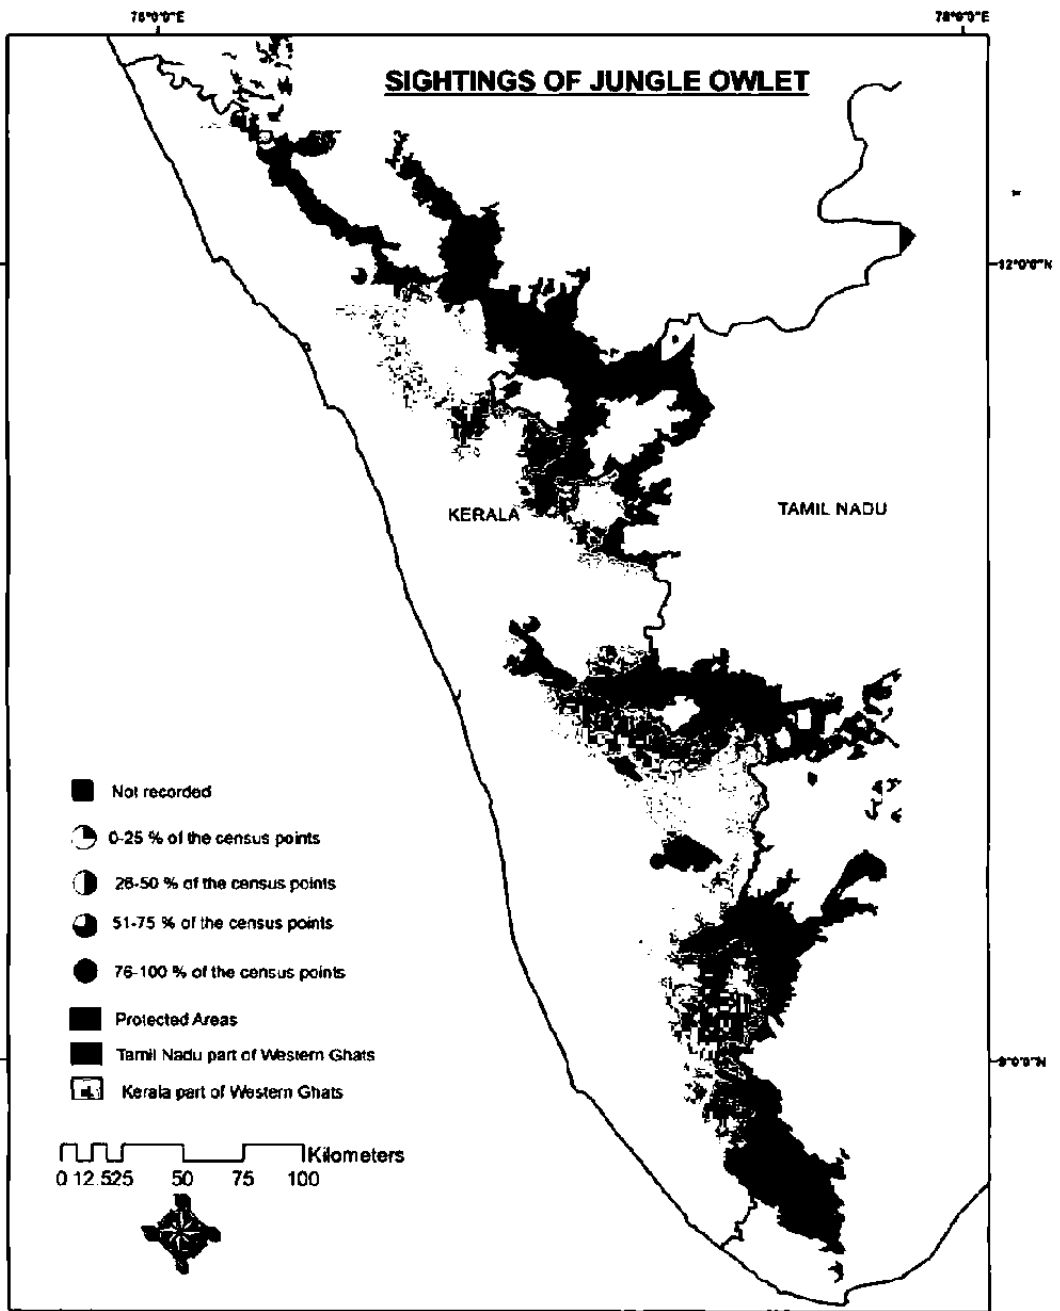 76°0'0"E
78°0'0"E
SIGHTINGS OF JUNGLE OWLET
12°0'0"N
KERALA
TAMIL NADU
Not recorded
0-25 % of the census points
26-50 % of the census points
51-75 % of the census points
76-100 % of the census points
Protected Areas
Tamil Nadu part of Western Ghats
9°0'0"N
Kerala part of Western Ghats
Kilometers
0 12.525 50 75 100